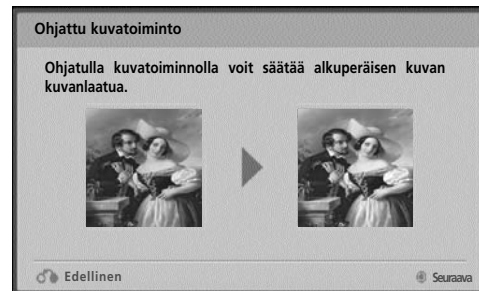 Ohjattu kuvatoiminto
Ohjatulla kuvatoiminnolla voit säätää alkuperäisen kuvan
kuvanlaatua.
Edellinen
Seuraava